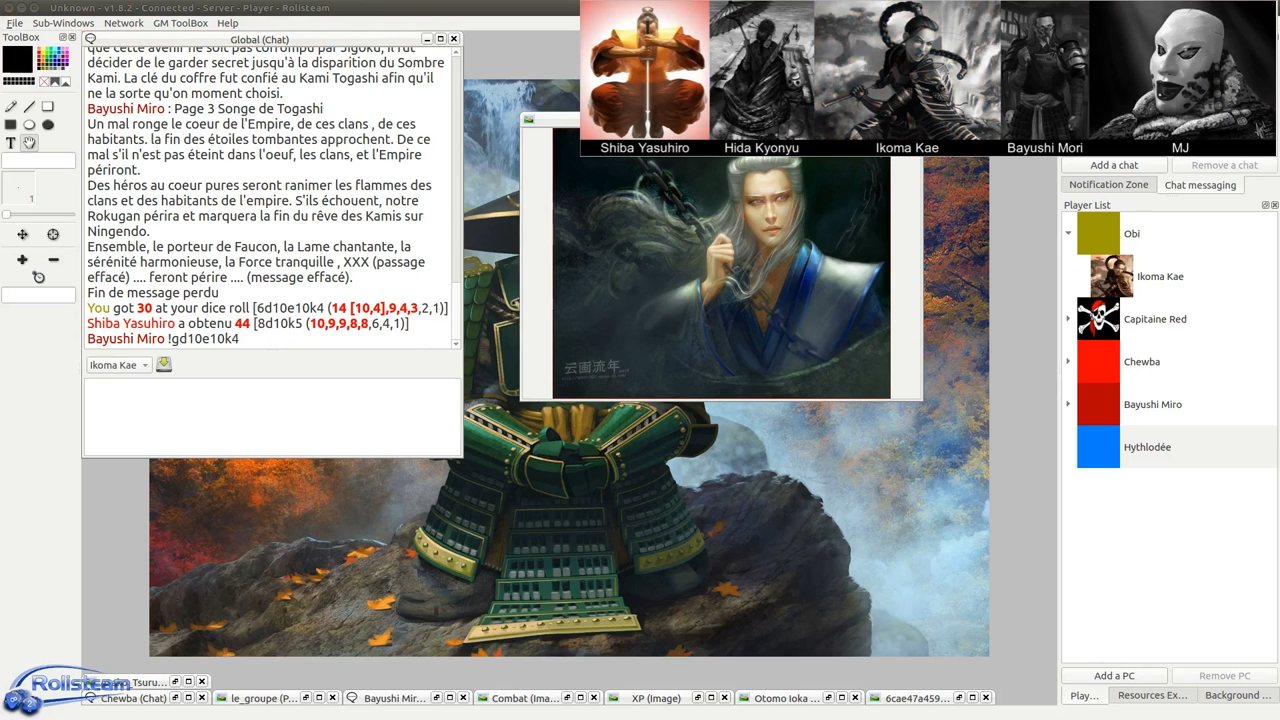 Unknown - v1.8.2 - Connected - Server - Player - Rolisteam
File Sub-Windows Network GM ToolBox Help
ToolBox
Global (Chat)
que cette avenir ne soit pas corrompu par Jigoku, il fut
décider de le garder secret jusqu'à la disparition du Sombre
Kami. La clé du coffre fut confié au Kami Togashi afin qu'il
ne la sorte qu'on moment choisi.
Bayushi Miro : Page 3 Songe de Togashi
Un mal ronge le coeur de l'Empire, de ces clans , de ces
habitants. la fin des étoiles tombantes approchent. De ce
mal s'il n'est pas éteint dans l'oeuf, les clans, et l'Empire
périront.
Des héros au coeur pures seront ranimer les flammes des
clans et des habitants de l'empire. S'ils échouent, notre
Rokugan périra et marquera la fin du rêve des Kamis sur
Ningendo.
Ensemble, le porteur de Faucon, la Lame chantante, la
sérénité harmonieuse, la Force tranquille , XXX (passage
effacé) .... feront périre .... (message effacé).
Fin de message perdu
You got 30 at your dice roll [6d10e10k4 (14 [10,4],9,4,3,2,1)]
Shiba Yasuhiro a obtenu 44 [8d10k5 (10,9,9,8,8,6,4,1)]
Bayushi Miro !gd10e10k4
Ikoma Kae
T
1
Shiba Yasuhiro Hida Kyonyu Ikoma Kae Bayushi Mori MJ
云画流年
Add a chat Remove a chat
Notification Zone Chat messaging
Player List
Obi
Ikoma Kae
Capitaine Red
Chewba
Bayushi Miro
Hythlodée
Add a PC Remove PC
Play... Resources Ex... Background ...
Rolisteam
Tsuru...
Chewba (Chat) le_groupe (P... Bayushi Mir... Combat (Ima... XP (Image) Otomo Ioka ... 6cae47a459...